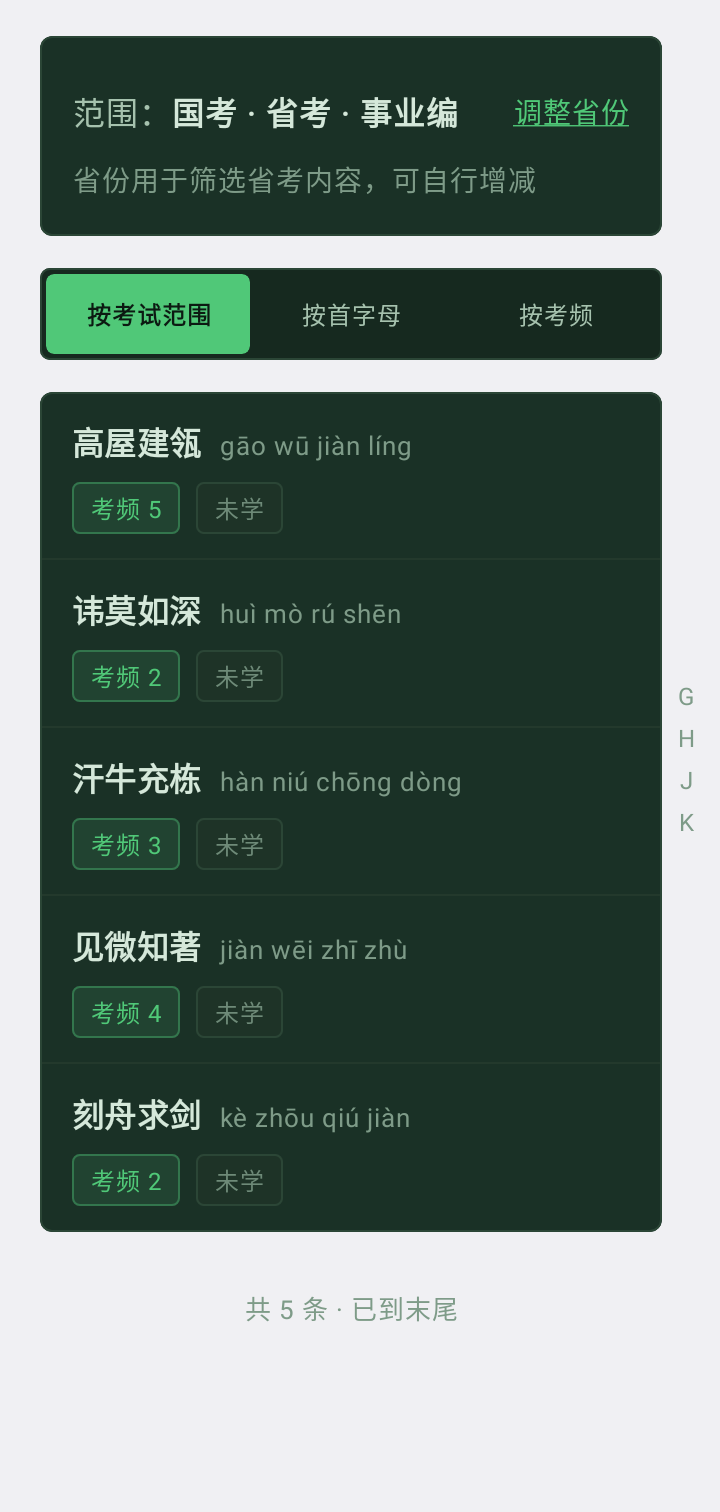 范围：国考 · 省考 · 事业编 调整省份
省份用于筛选省考内容，可自行增减
按考试范围 按首字母 按考频
高屋建瓴 gāo wū jiàn líng
考频 5 未学
讳莫如深 huì mò rú shēn
考频 2 未学
汗牛充栋 hàn niú chōng dòng
考频 3 未学
见微知著 jiàn wēi zhī zhù
考频 4 未学
刻舟求剑 kè zhōu qiú jiàn
考频 2 未学
G
H
J
K
共 5 条 · 已到末尾